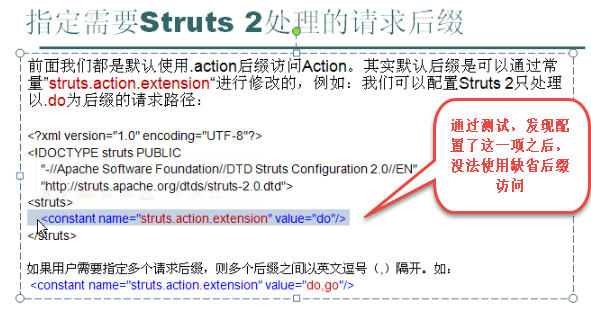 指定需要Struts 2处理的请求后缀
前面我们都是默认使用.action后缀访问Action。其实默认后缀是可以通过常
量”struts.action.extension“进行修改的，例如：我们可以配置Struts 2只处理
以.do为后缀的请求路径：
<?xml version="1.0" encoding="UTF-8"?>
<!DOCTYPE struts PUBLIC
"-//Apache Software Foundation//DTD Struts Configuration 2.0//EN"
"http://struts.apache.org/dtds/struts-2.0.dtd">
<struts>
<constant name="struts.action.extension" value="do"/>
</struts>
如果用户需要指定多个请求后缀，则多个后缀之间以英文逗号（,）隔开。如:
<constant name="struts.action.extension" value="do,go"/>
通过测试，发现配
置了这一项之后，
没法使用缺省后缀
访问